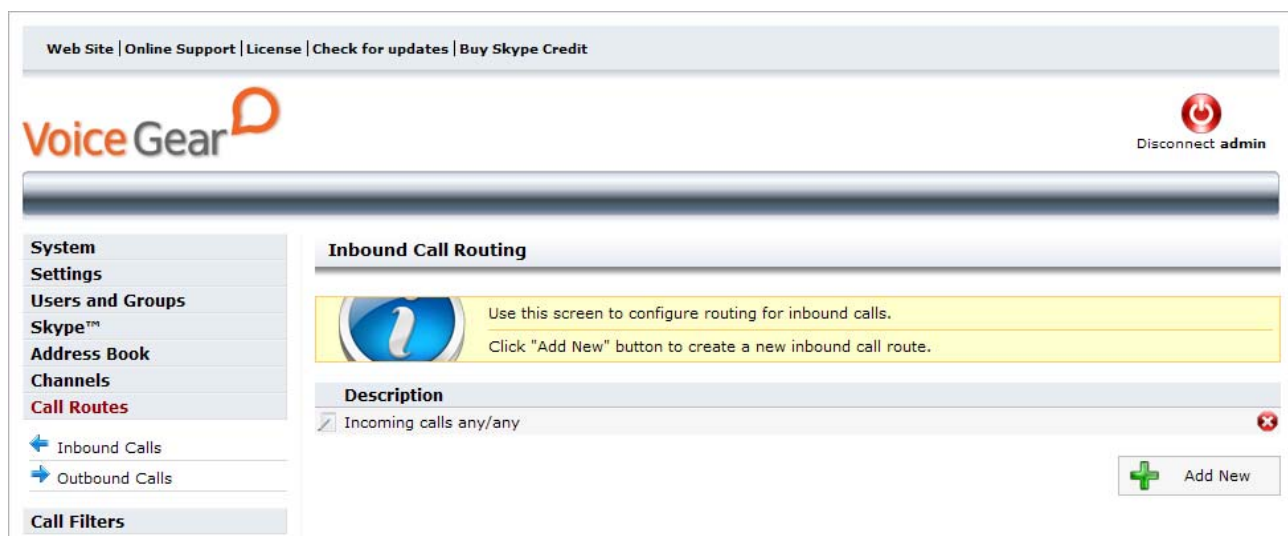 Web Site | Online Support | License | Check for updates | Buy Skype Credit
Voice Gear
Disconnect admin
System
Settings
Users and Groups
Skype™
Address Book
Channels
Call Routes
Inbound Calls
Outbound Calls
Call Filters
Inbound Call Routing
Use this screen to configure routing for inbound calls.
Click "Add New" button to create a new inbound call route.
Description
Incoming calls any/any
Add New